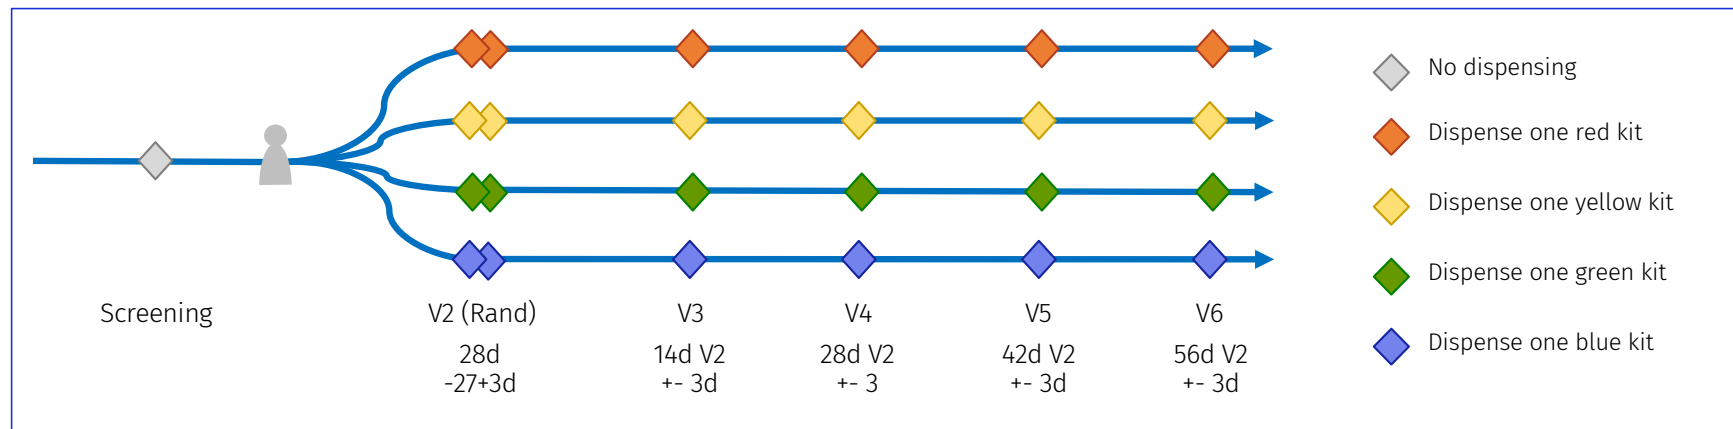 No dispensing
Dispense one red kit
Dispense one yellow kit
Dispense one green kit
Dispense one blue kit
Screening
V2 (Rand)
V3
V4
V5
V6
28d
14d V2
28d V2
42d V2
56d V2
-27+3d
+- 3d
+- 3
+- 3d
+- 3d